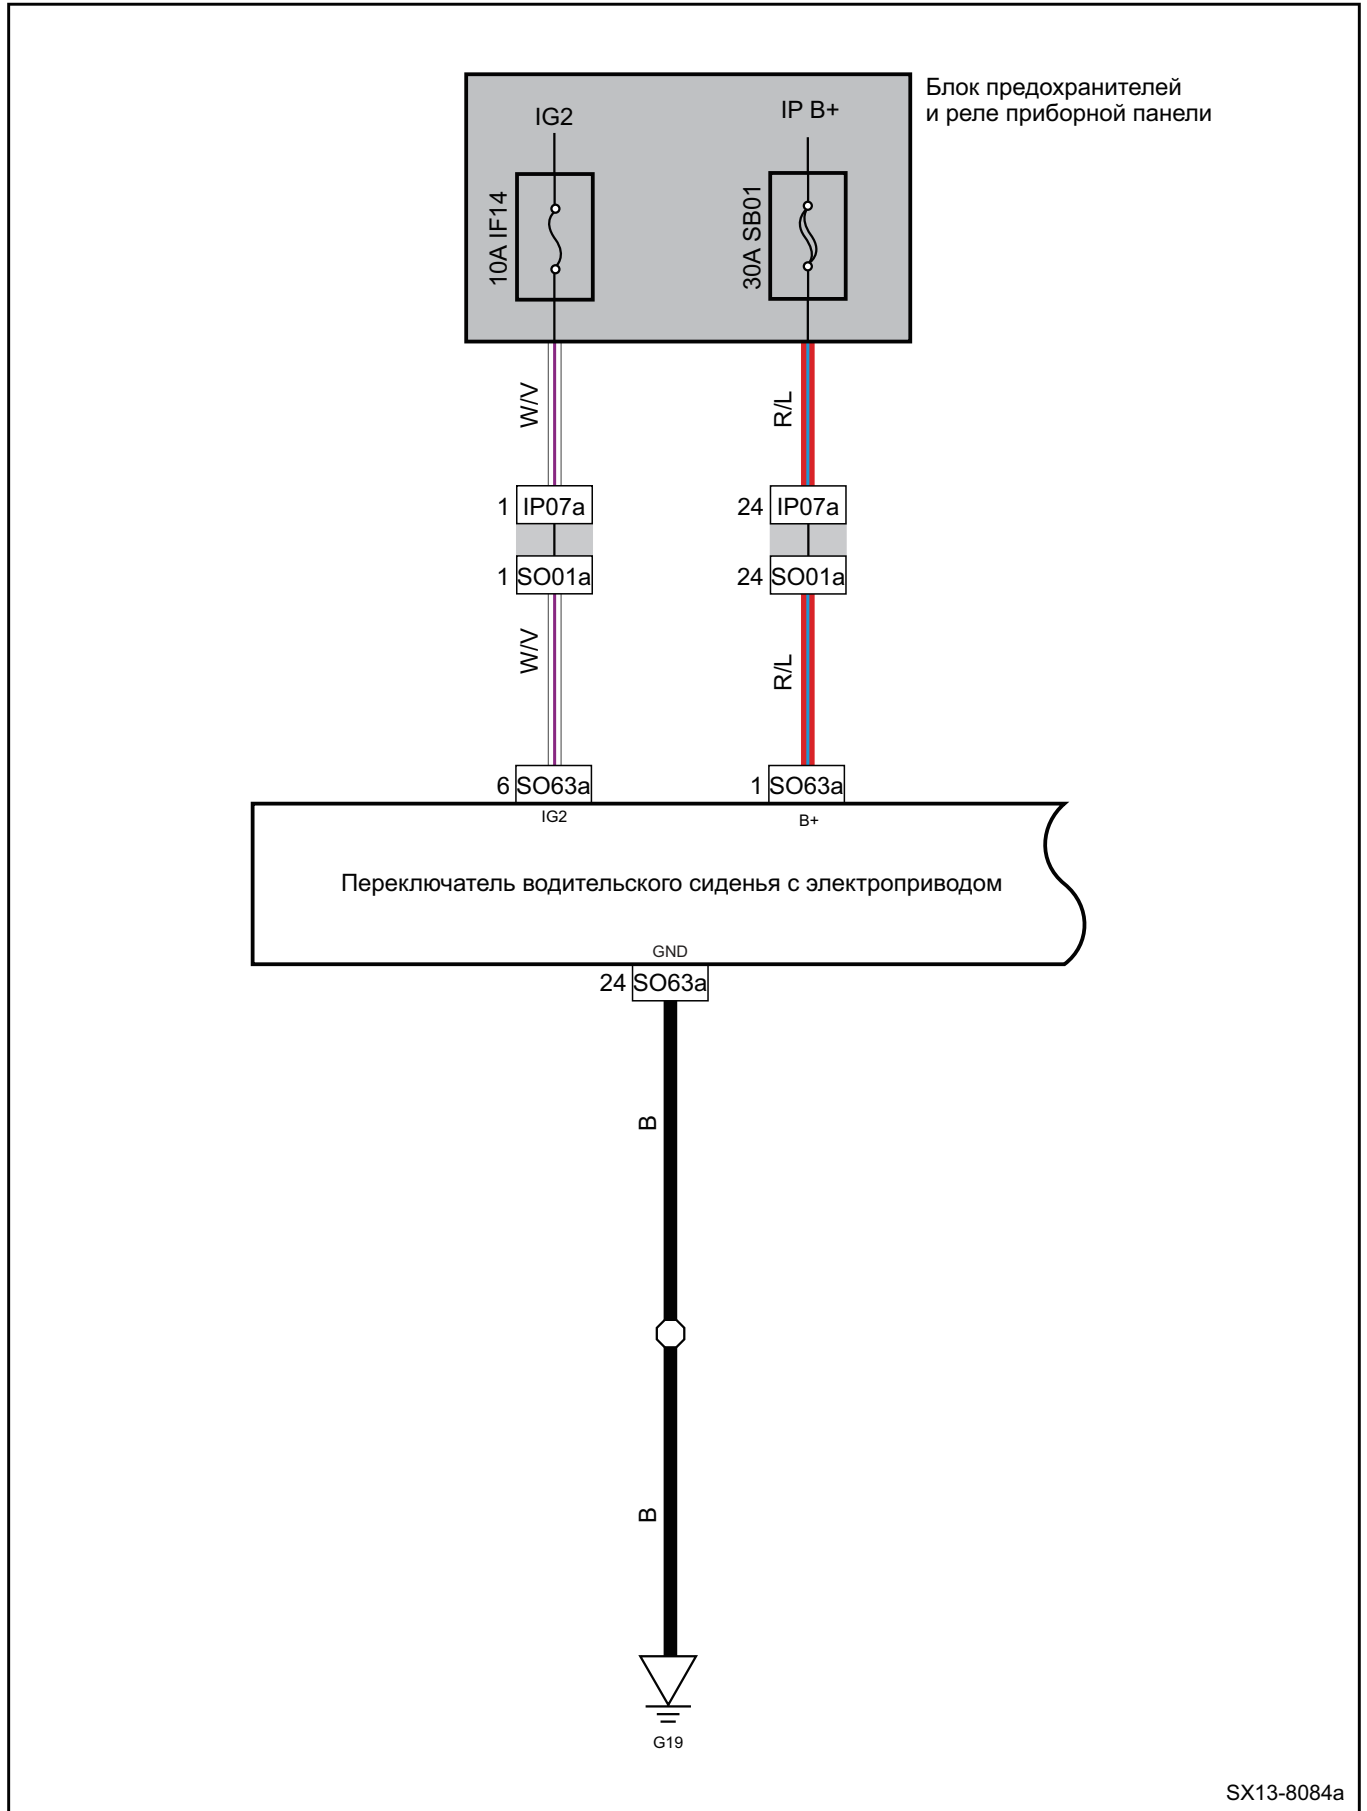 Блок предохранителей
и реле приборной панели
IG2
IP B+
10A IF14
30A SB01
W/V
R/L
1 IP07a
24 IP07a
1 SO01a
24 SO01a
W/V
R/L
6 SO63a
1 SO63a
IG2
B+
Переключатель водительского сиденья с электроприводом
GND
24 SO63a
B
B
G19
SX13-8084a